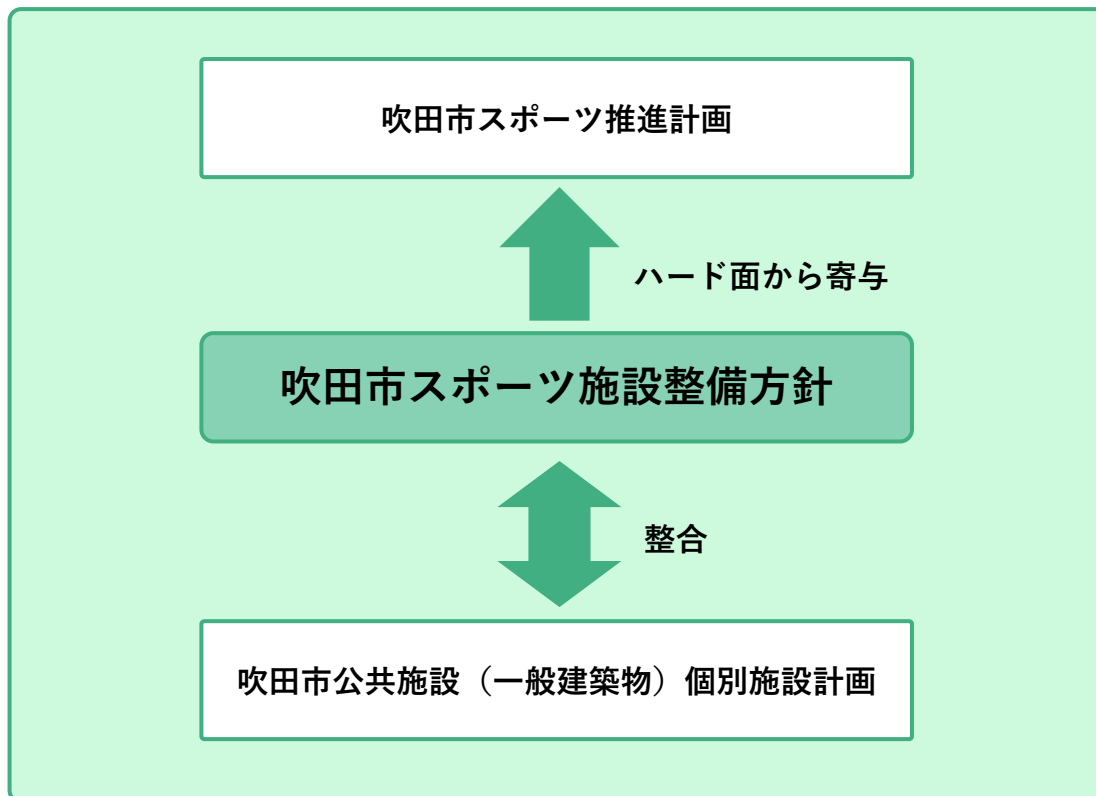 吹田市スポーツ推進計画
ハード面から寄与
吹田市スポーツ施設整備方針
整合
吹田市公共施設（一般建築物）個別施設計画